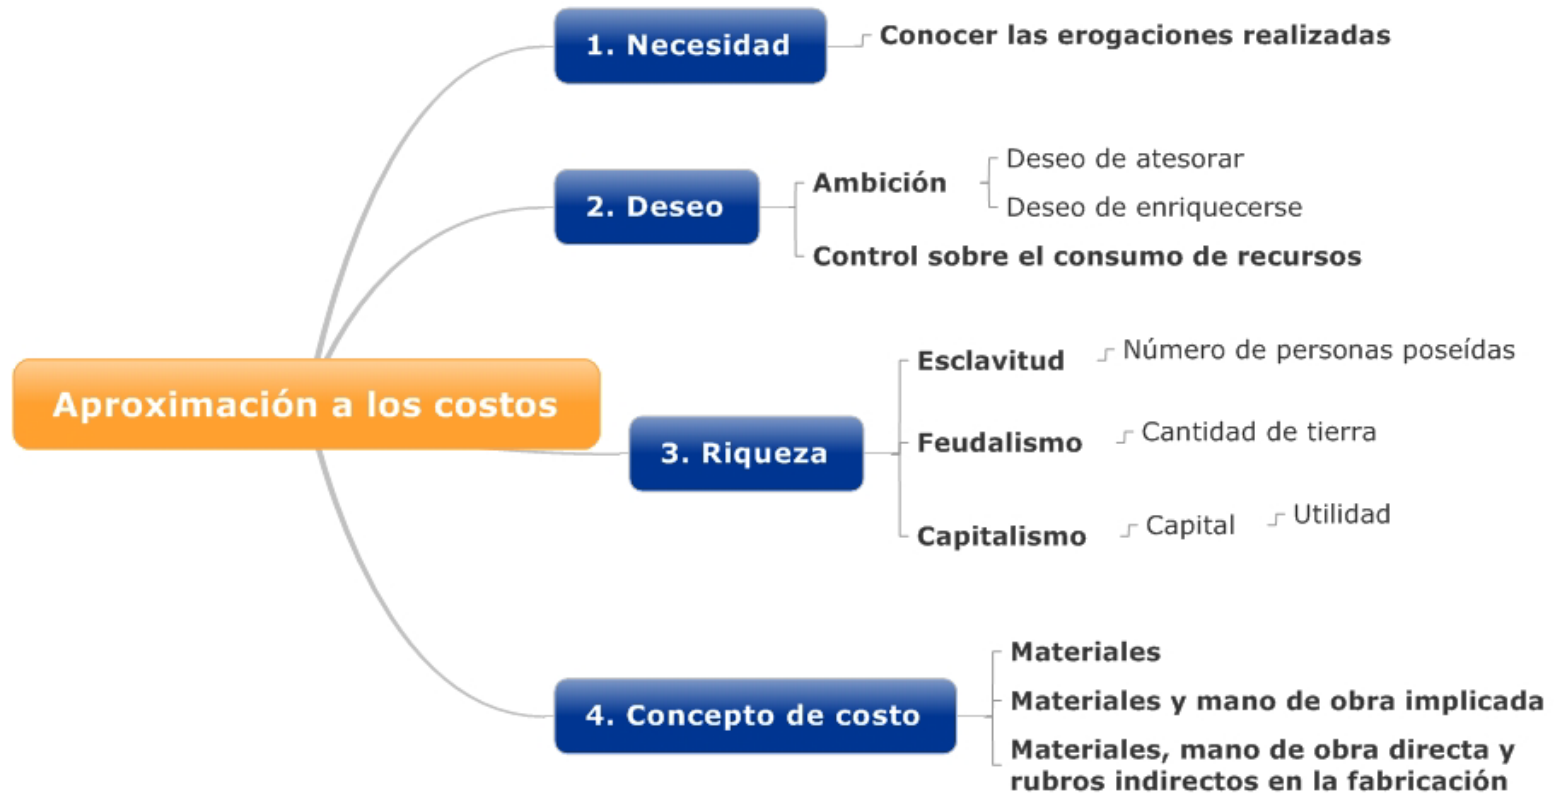 Aproximación a los costos
1. Necesidad
Conocer las erogaciones realizadas
2. Deseo
Ambición
Deseo de atesorar
Deseo de enriquecerse
Control sobre el consumo de recursos
3. Riqueza
Esclavitud
Número de personas poseídas
Feudalismo
Cantidad de tierra
Capitalismo
Capital
Utilidad
4. Concepto de costo
Materiales
Materiales y mano de obra implicada
Materiales, mano de obra directa y
rubros indirectos en la fabricación